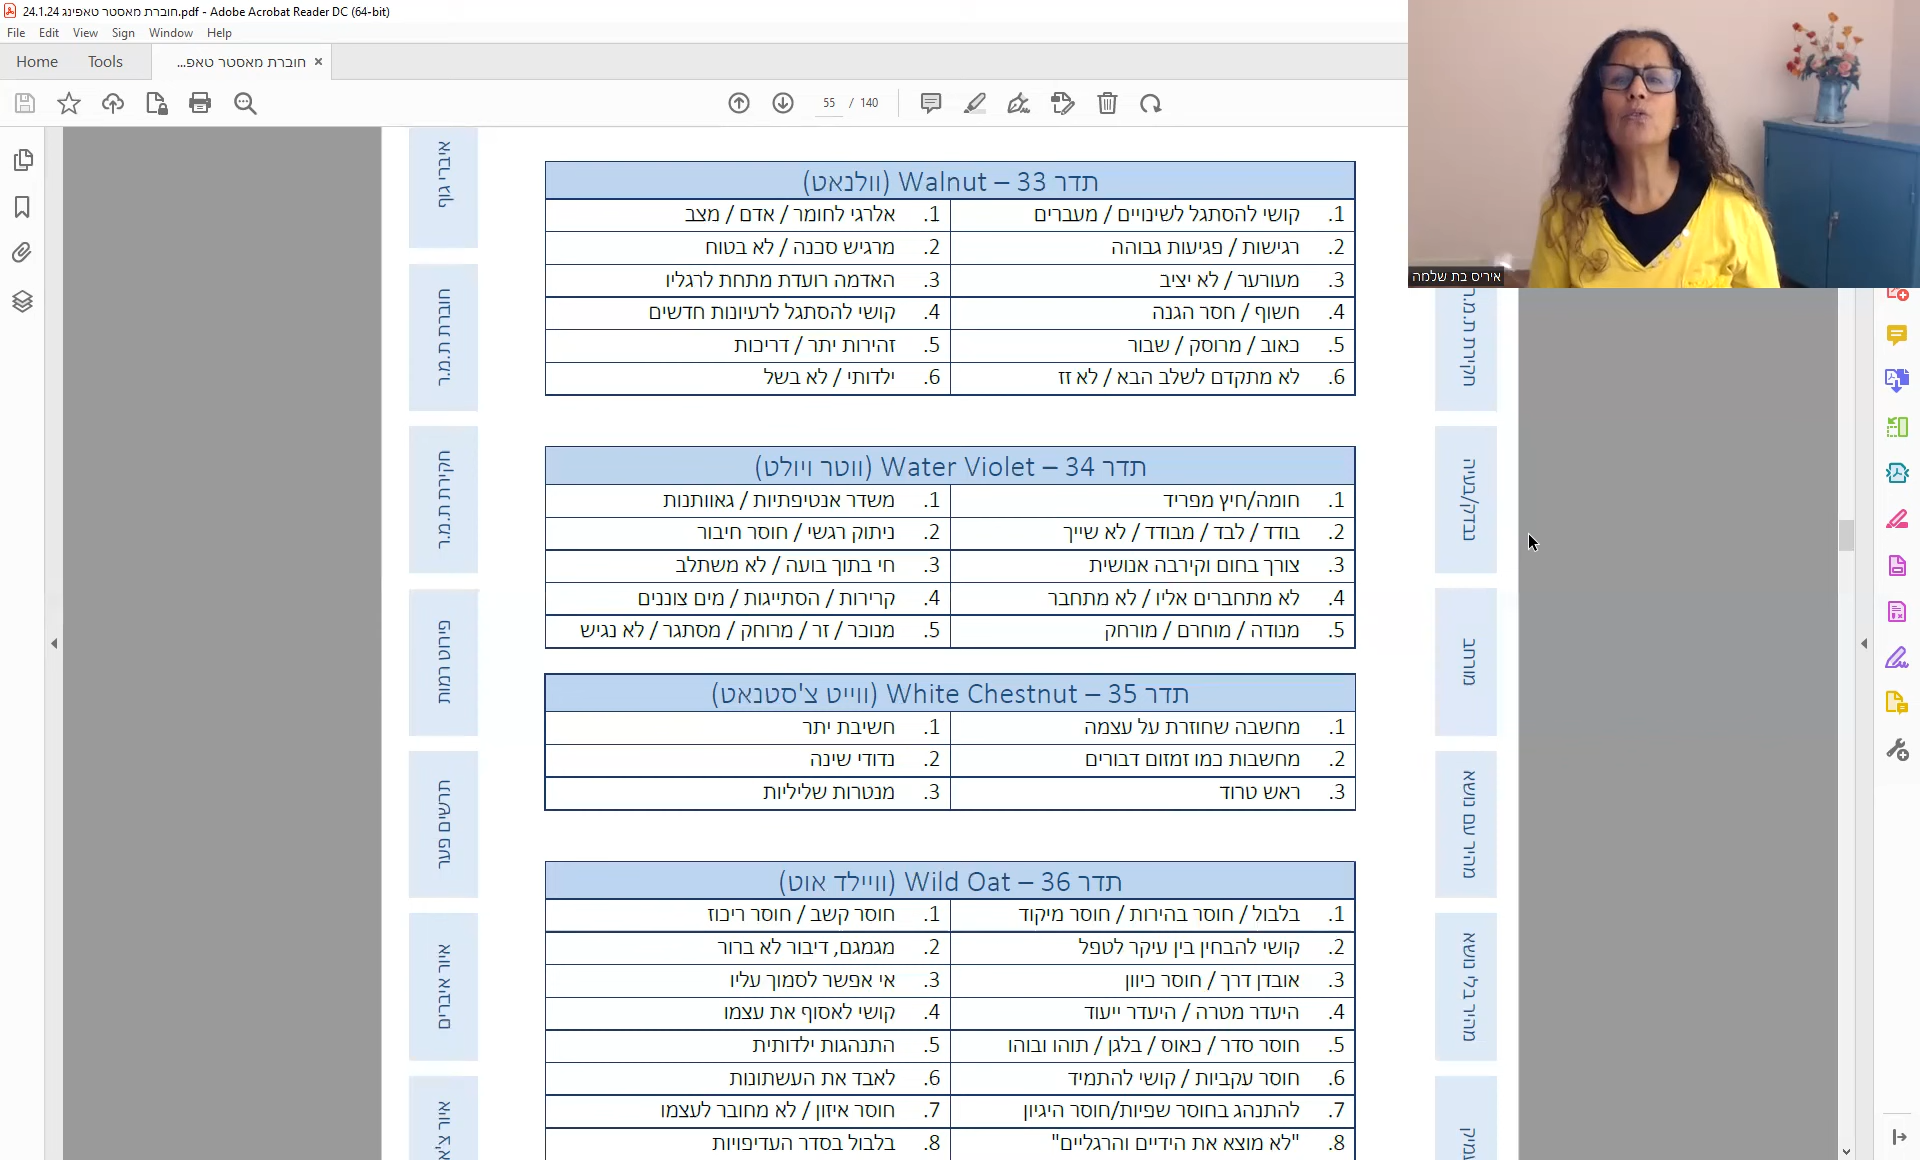 חוברת מאסטר טאפינג 24.1.24.pdf - Adobe Acrobat Reader DC (64-bit)
File Edit View Sign Window Help
Home Tools חוברת מאסטר טאפ...
55 / 140
איריס בת שלמה
תדר 33 – Walnut (וולנאט)
1. קושי להסתגל לשינויים / מעברים 1. אלרגי לחומר / אדם / מצב
2. רגישות / פגיעות גבוהה 2. מרגיש סכנה / לא בטוח
3. מעורער / לא יציב 3. האדמה רועדת מתחת לרגליו
4. חשוף / חסר הגנה 4. קושי להסתגל לרעיונות חדשים
5. כאוב / מרוסק / שבור 5. זהירות יתר / דריכות
6. לא מתקדם לשלב הבא / לא זז 6. ילדותי / לא בשל
תדר 34 – Water Violet (ווטר ויולט)
1. חומה/חיץ מפריד 1. משדר אנטיפתיות / גאוותנות
2. בודד / לבד / מבודד / לא שייך 2. ניתוק רגשי / חוסר חיבור
3. צורך בחום וקירבה אנושית 3. חי בתוך בועה / לא משתלב
4. לא מתחברים אליו / לא מתחבר 4. קרירות / הסתייגות / מים צוננים
5. מנודה / מוחרם / מורחק 5. מנוכר / זר / מרוחק / מסתגר / לא נגיש
תדר 35 – White Chestnut (ווייט צ'סטנאט)
1. מחשבה שחוזרת על עצמה 1. חשיבת יתר
2. מחשבות כמו זמזום דבורים 2. נדודי שינה
3. ראש טרוד 3. מנטרות שליליות
תדר 36 – Wild Oat (וויילד אוט)
1. בלבול / חוסר בהירות / חוסר מיקוד 1. חוסר קשב / חוסר ריכוז
2. קושי להבחין בין עיקר לטפל 2. מגמגם, דיבור לא ברור
3. אובדן דרך / חוסר כיוון 3. אי אפשר לסמוך עליו
4. היעדר מטרה / היעדר ייעוד 4. קושי לאסוף את עצמו
5. חוסר סדר / כאוס / בלגן / תוהו ובוהו 5. התנהגות ילדותית
6. חוסר עקביות / קושי להתמיד 6. לאבד את העשתונות
7. להתנהג בחוסר שפיות/חוסר היגיון 7. חוסר איזון / לא מחובר לעצמו
8. "לא מוצא את הידיים והרגליים" 8. בלבול בסדר העדיפויות
חקירת ת.מ.ר
נבדק/בעיה
מורחב
מהיר עם נושא
מהיר בלי נושא
עמיק
איברי גוף
חוברת ת.מ.ר
חקירת ת.מ.ר
פירוט רמות
תרשים פער
איור איברים
איור צ'א